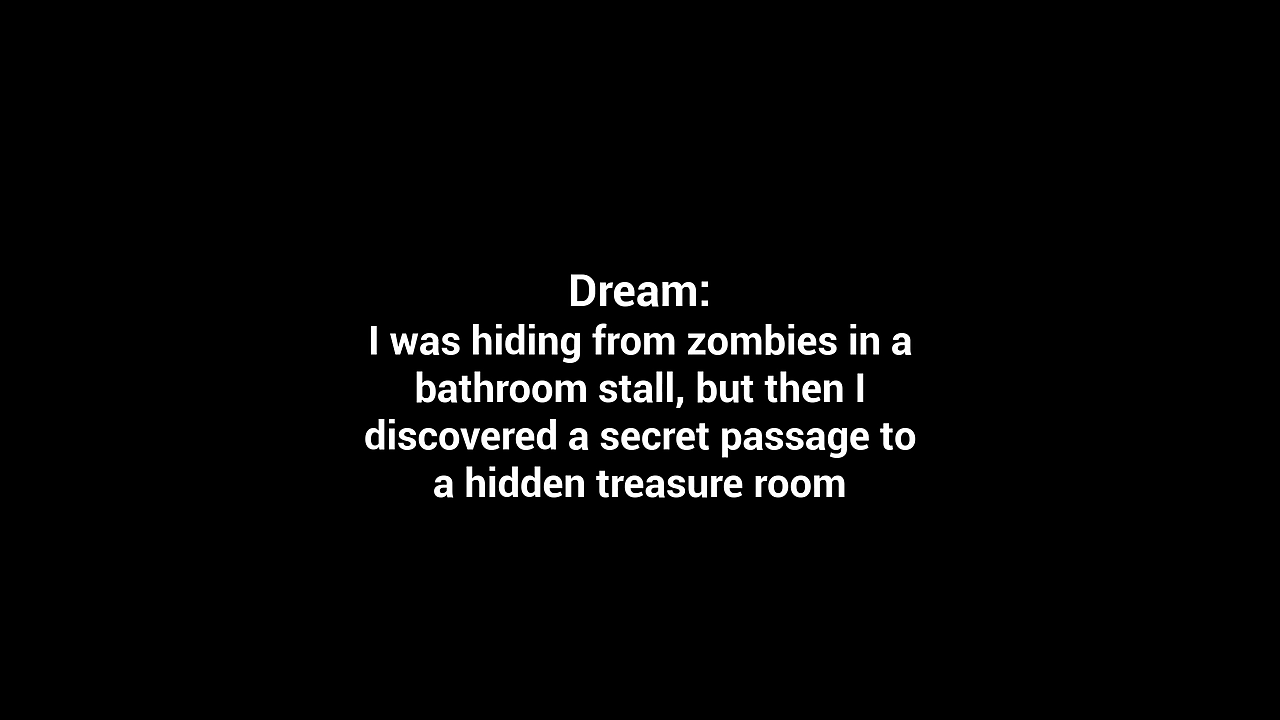 Dream:
I was hiding from zombies in a
bathroom stall, but then I
discovered a secret passage to
a hidden treasure room